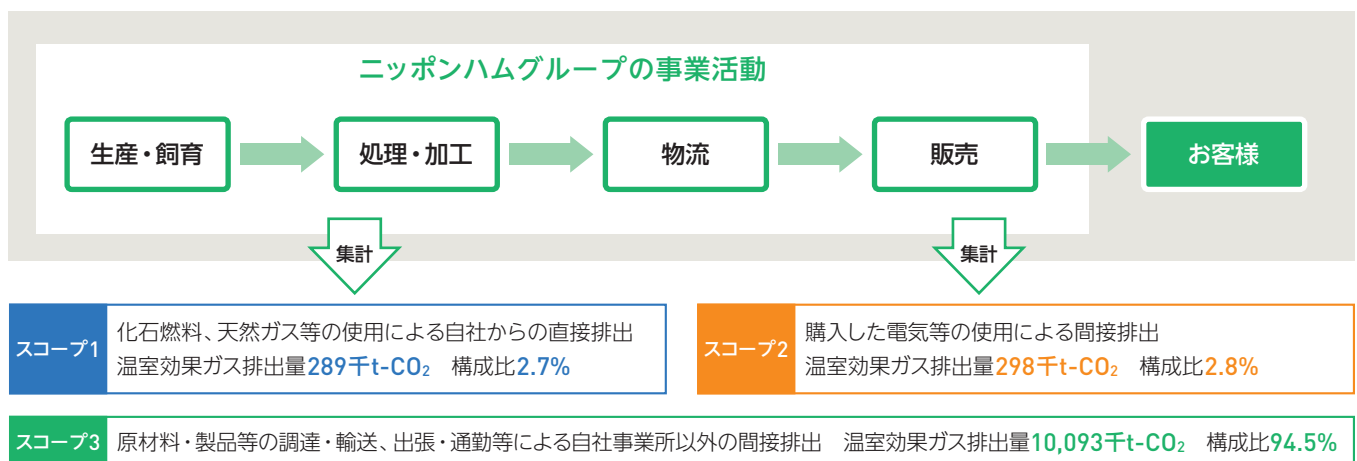 ニッポンハムグループの事業活動
生産・飼育
処理・加工
物流
販売
お客様
集計
集計
スコープ1
化石燃料、天然ガス等の使用による自社からの直接排出
温室効果ガス排出量289千t-CO₂ 構成比2.7%
スコープ2
購入した電気等の使用による間接排出
温室効果ガス排出量298千t-CO₂ 構成比2.8%
スコープ3 原材料・製品等の調達・輸送、出張・通勤等による自社事業所以外の間接排出 温室効果ガス排出量10,093千t-CO₂ 構成比94.5%